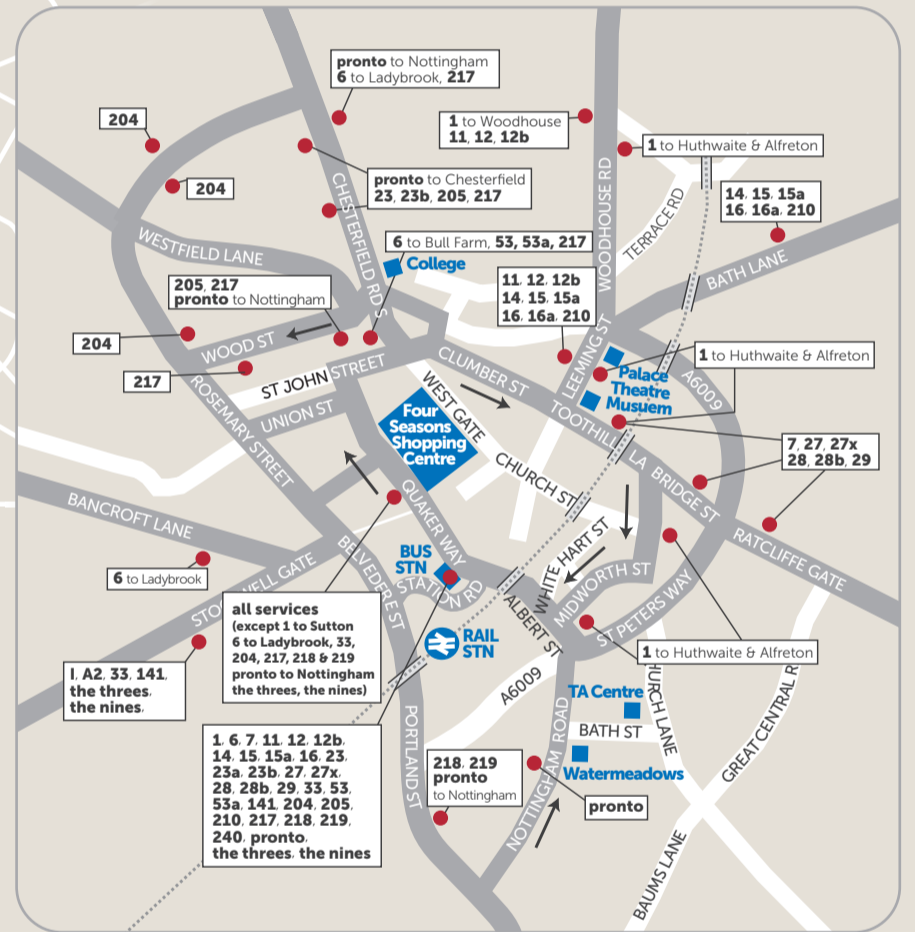 pronto to Nottingham
6 to Ladybrook, 217
204
1 to Woodhouse
11, 12, 12b
1 to Huthwaite & Alfreton
204
pronto to Chesterfield
23, 23b, 205, 217
14, 15, 15a
16, 16a, 210
CHESTERFIELD RD S
WOODHOUSE RD
TERRACE RD
WESTFIELD LANE
6 to Bull Farm, 53, 53a, 217
College
BATH LANE
205, 217
pronto to Nottingham
11, 12, 12b
14, 15, 15a
16, 16a, 210
204
WOOD ST
217
ST JOHN STREET
CLUMBER ST
LEEMING ST
1 to Huthwaite & Alfreton
Palace
Theatre
Musuem
A6009
ROSEMARY STREET
UNION ST
WEST GATE
TOOTHILL LA
Four
Seasons
Shopping
Centre
7, 27, 27x
28, 28b, 29
CHURCH ST
BRIDGE ST
BANCROFT LANE
QUAKER WAY
RATCLIFFE GATE
6 to Ladybrook
BUS
STN
BELVEDERE ST
STATION RD
WHITE HART ST
MIDWORTH ST
ST PETERS WAY
ALBERT ST
all services
(except 1 to Sutton
6 to Ladybrook, 33,
204, 217, 218 & 219
pronto to Nottingham
the threes, the nines)
RAIL
STN
1 to Huthwaite & Alfreton
I, A2, 33, 141,
the threes,
the nines,
A6009
TA Centre
BATH ST
GREAT CENTRAL R
PORTLAND ST
NOTTINGHAM ROAD
1, 6, 7, 11, 12, 12b,
14, 15, 15a, 16, 23,
23a, 23b, 27, 27x,
28, 28b, 29, 33, 53,
53a, 141, 204, 205,
210, 217, 218, 219,
240, pronto,
the threes, the nines
218, 219
pronto
to Nottingham
Watermeadows
pronto
BAUMS LANE